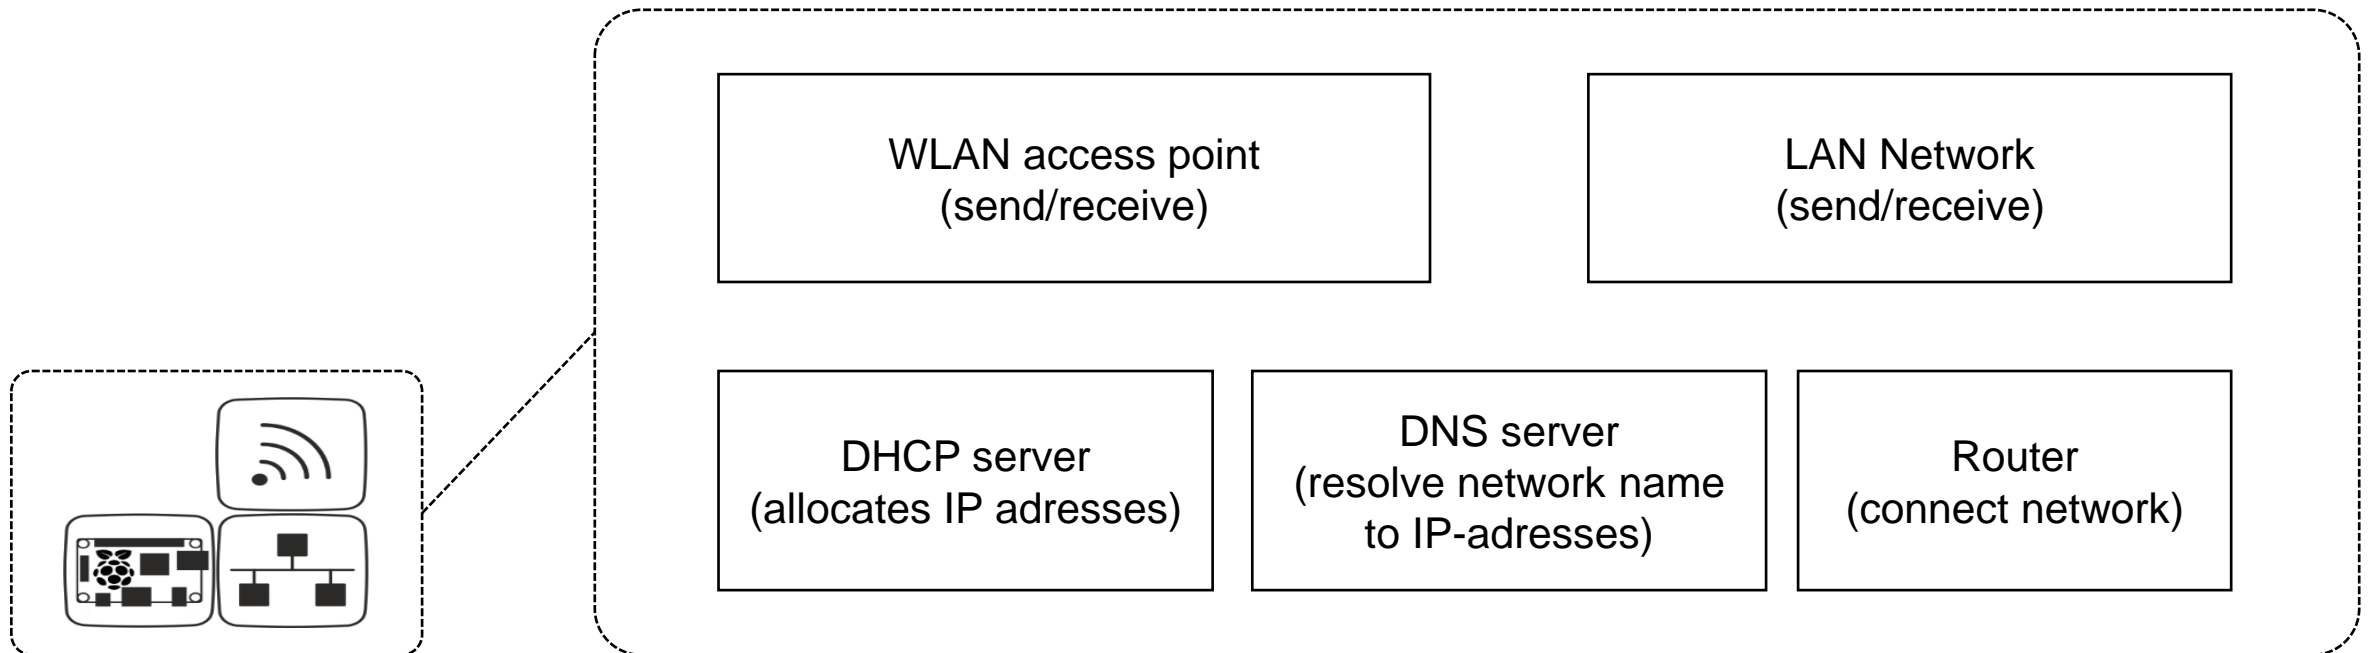 WLAN access point
(send/receive)
LAN Network
(send/receive)
DHCP server
(allocates IP adresses)
DNS server
(resolve network name
to IP-adresses)
Router
(connect network)